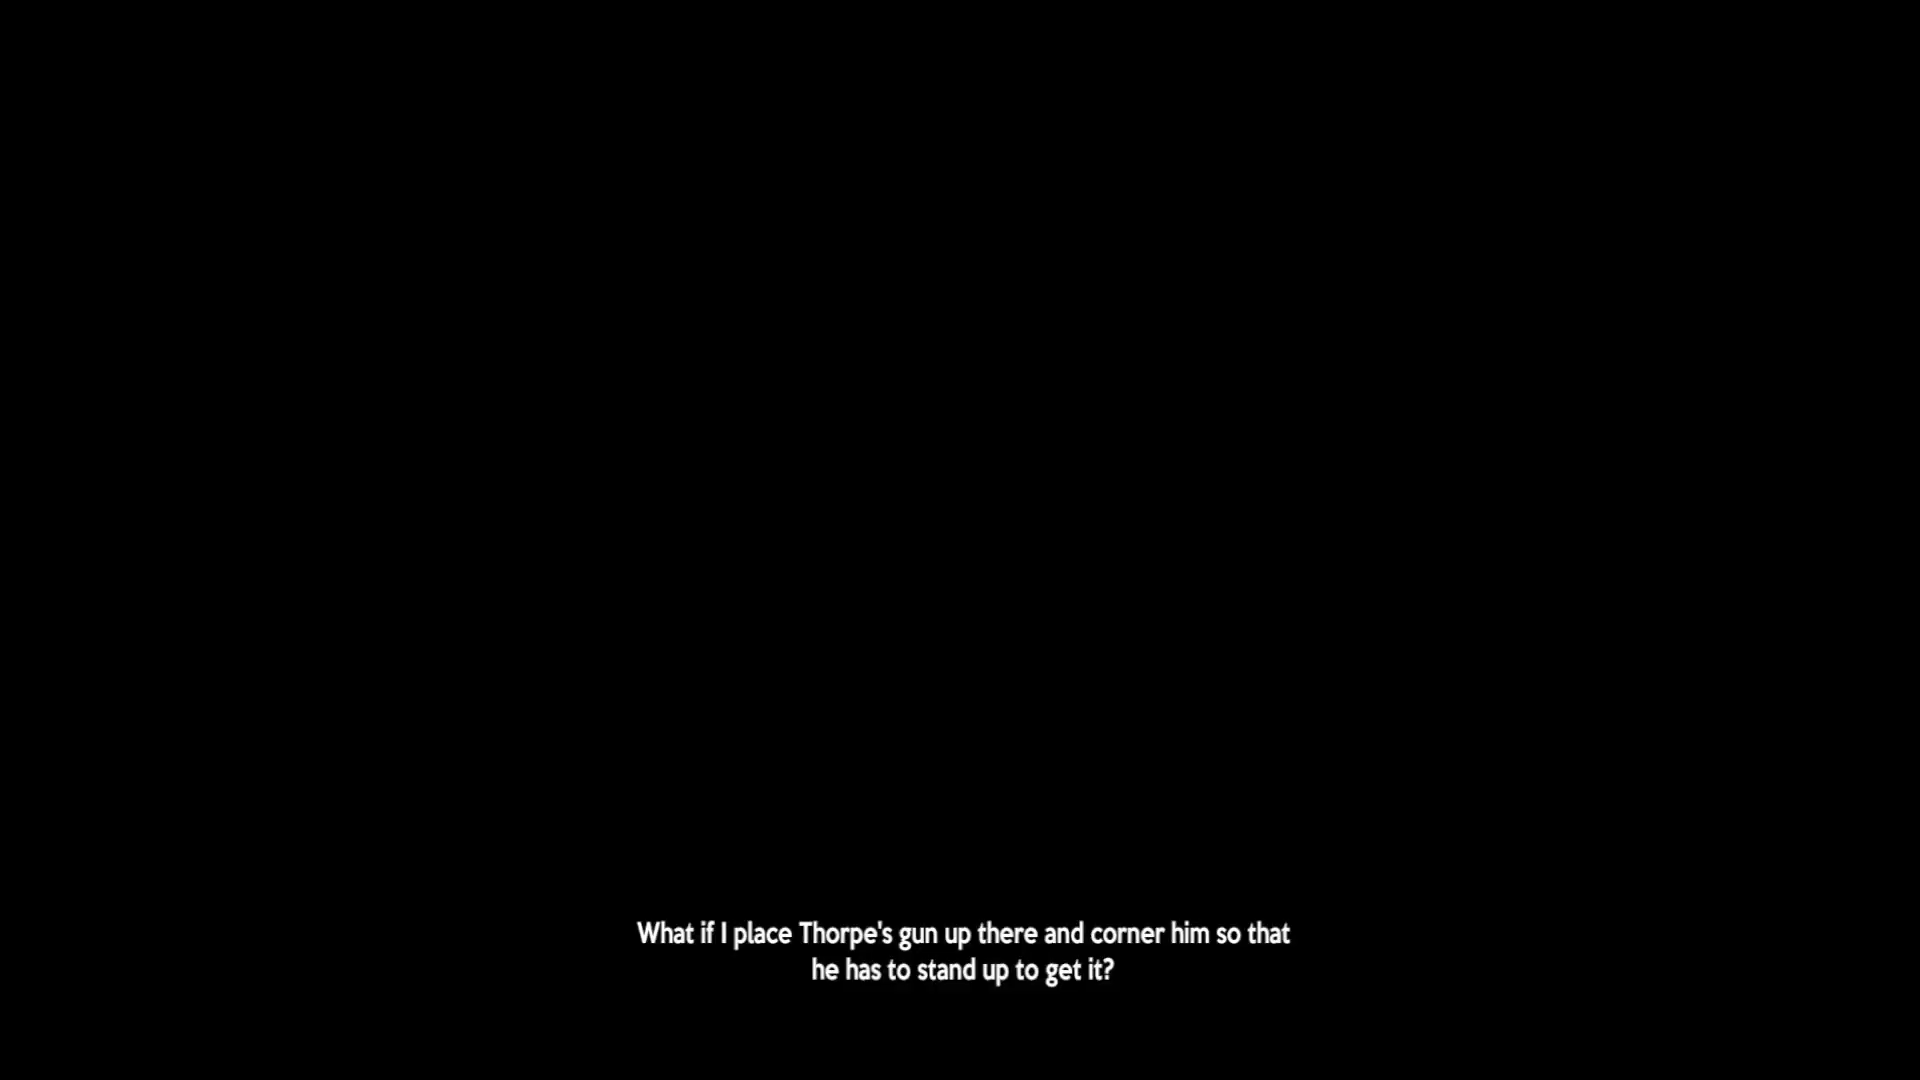 What if I place Thorpe's gun up there and corner him so that
he has to stand up to get it?